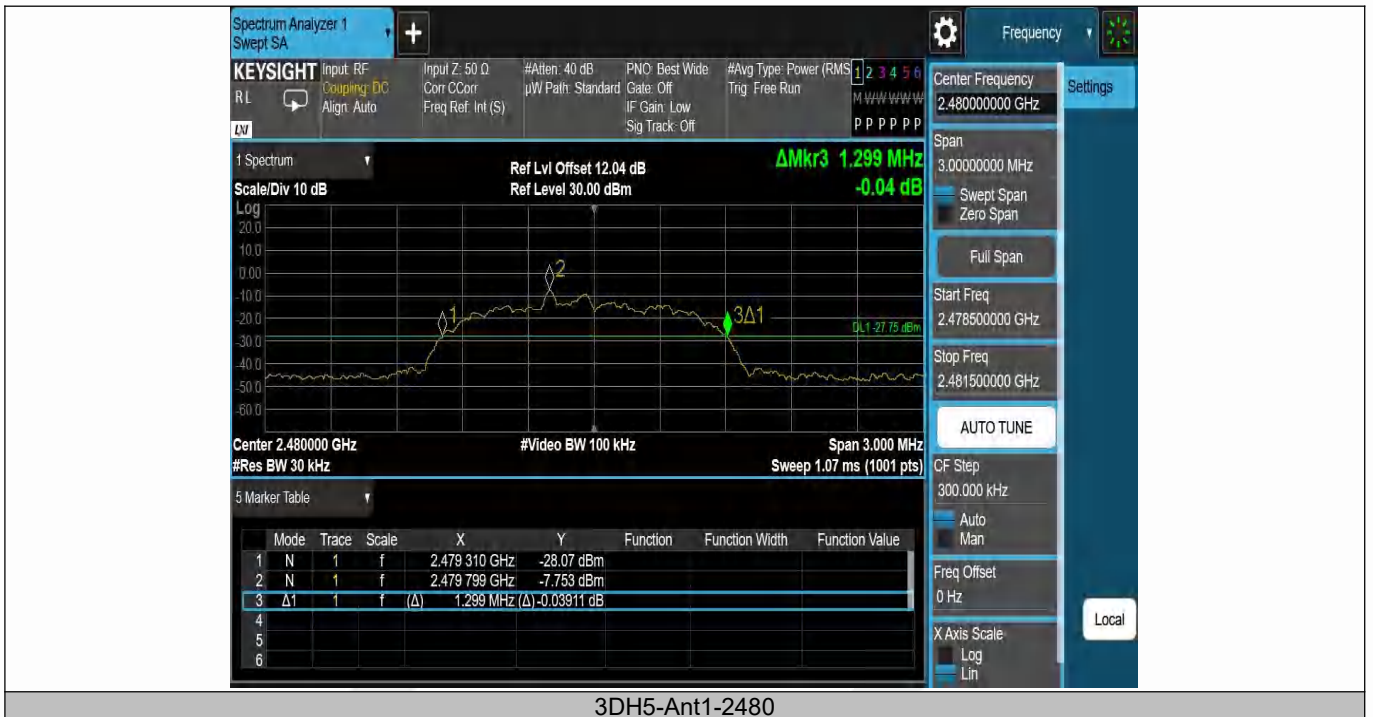 Spectrum Analyzer 1
Swept SA
+
Frequency
KEYSIGHT
RL
LXI
Input: RF
Coupling: DC
Align: Auto
Input Z: 50 Ω
Corr CCorr
Freq Ref: Int (S)
#Atten: 40 dB
µW Path: Standard
PNO: Best Wide
Gate: Off
IF Gain: Low
Sig Track: Off
#Avg Type: Power (RMS
Trig: Free Run
1 2 3 4 5 6
M W W W W W
P P P P P P
1 Spectrum
Scale/Div 10 dB
Ref Lvl Offset 12.04 dB
Ref Level 30.00 dBm
ΔMkr3 1.299 MHz
-0.04 dB
Log
20.0
10.0
0.00
-10.0
-20.0
-30.0
-40.0
-50.0
-60.0
1
2
3Δ1
DL1 -27.75 dBm
Center 2.480000 GHz
#Video BW 100 kHz
Span 3.000 MHz
#Res BW 30 kHz
Sweep 1.07 ms (1001 pts)
5 Marker Table
Mode Trace Scale X Y Function Function Width Function Value
1 N 1 f 2.479 310 GHz -28.07 dBm
2 N 1 f 2.479 799 GHz -7.753 dBm
3 Δ1 1 f (Δ) 1.299 MHz (Δ) -0.03911 dB
4
5
6
Center Frequency
2.480000000 GHz
Settings
Span
3.00000000 MHz
Swept Span
Zero Span
Full Span
Start Freq
2.478500000 GHz
Stop Freq
2.481500000 GHz
AUTO TUNE
CF Step
300.000 kHz
Auto
Man
Freq Offset
0 Hz
X Axis Scale
Log
Lin
Local
3DH5-Ant1-2480